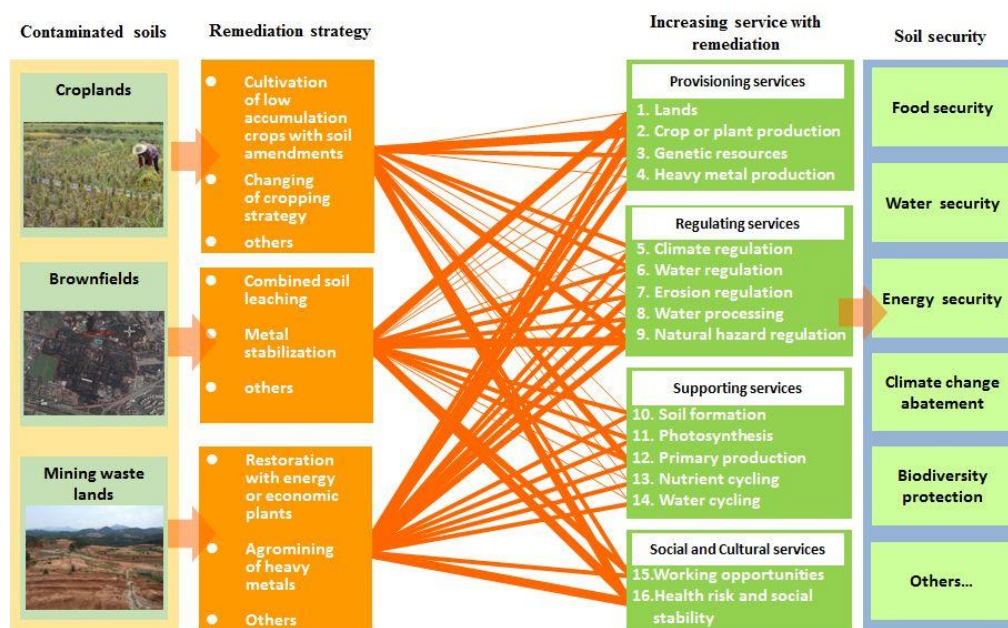 Contaminated soils
Croplands
Brownfields
Mining waste
lands
Remediation strategy
Cultivation
of low
accumulation
crops with soil
amendments
Changing
of cropping
strategy
others
Combined soil
leaching
Metal
stabilization
others
Restoration
with energy
or economic
plants
Agromining
of heavy
metals
Others
Increasing service with
remediation
Provisioning services
1. Lands
2. Crop or plant production
3. Genetic resources
4. Heavy metal production
Regulating services
5. Climate regulation
6. Water regulation
7. Erosion regulation
8. Water processing
9. Natural hazard regulation
Supporting services
10. Soil formation
11. Photosynthesis
12. Primary production
13. Nutrient cycling
14. Water cycling
Social and Cultural services
15.Working opportunities
16.Health risk and social
stability
Soil security
Food security
Water security
Energy security
Climate change
abatement
Biodiversity
protection
Others...